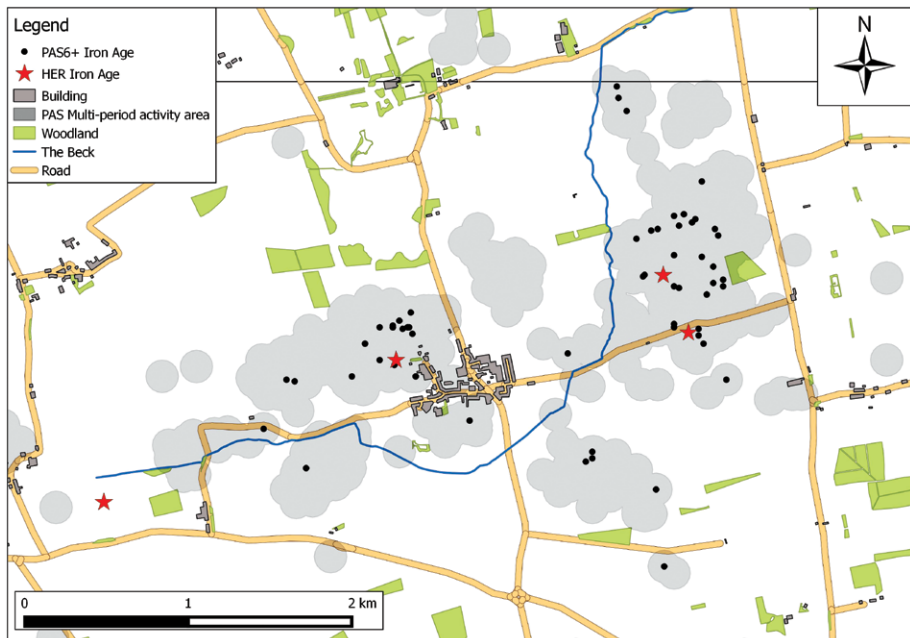 Legend
PAS6+ Iron Age
HER Iron Age
Building
PAS Multi-period activity area
Woodland
The Beck
Road
N
0 1 2 km